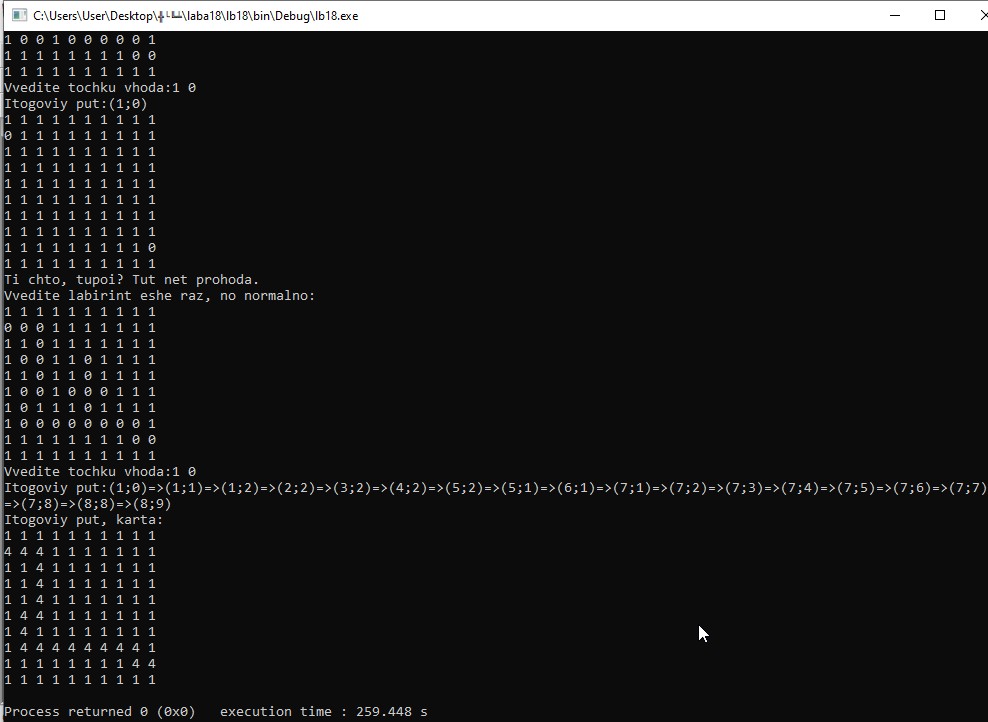 C:\Users\User\Desktop\╬└┴╚\laba18\lb18\bin\Debug\lb18.exe
1 0 0 1 0 0 0 0 0 1
1 1 1 1 1 1 1 1 0 0
1 1 1 1 1 1 1 1 1 1
Vvedite tochku vhoda:1 0
Itogoviy put:(1;0)
1 1 1 1 1 1 1 1 1 1
0 1 1 1 1 1 1 1 1 1
1 1 1 1 1 1 1 1 1 1
1 1 1 1 1 1 1 1 1 1
1 1 1 1 1 1 1 1 1 1
1 1 1 1 1 1 1 1 1 1
1 1 1 1 1 1 1 1 1 1
1 1 1 1 1 1 1 1 1 1
1 1 1 1 1 1 1 1 1 0
1 1 1 1 1 1 1 1 1 1
Ti chto, tupoi? Tut net prohoda.
Vvedite labirint eshe raz, no normalno:
1 1 1 1 1 1 1 1 1 1
0 0 0 1 1 1 1 1 1 1
1 1 0 1 1 1 1 1 1 1
1 0 0 1 1 0 1 1 1 1
1 1 0 1 1 0 1 1 1 1
1 0 0 1 0 0 0 1 1 1
1 0 1 1 1 0 1 1 1 1
1 0 0 0 0 0 0 0 0 1
1 1 1 1 1 1 1 1 0 0
1 1 1 1 1 1 1 1 1 1
Vvedite tochku vhoda:1 0
Itogoviy put:(1;0)=>(1;1)=>(1;2)=>(2;2)=>(3;2)=>(4;2)=>(5;2)=>(5;1)=>(6;1)=>(7;1)=>(7;2)=>(7;3)=>(7;4)=>(7;5)=>(7;6)=>(7;7)
=>(7;8)=>(8;8)=>(8;9)
Itogoviy put, karta:
1 1 1 1 1 1 1 1 1 1
4 4 4 1 1 1 1 1 1 1
1 1 4 1 1 1 1 1 1 1
1 1 4 1 1 1 1 1 1 1
1 1 4 1 1 1 1 1 1 1
1 4 4 1 1 1 1 1 1 1
1 4 1 1 1 1 1 1 1 1
1 4 4 4 4 4 4 4 4 1
1 1 1 1 1 1 1 1 4 4
1 1 1 1 1 1 1 1 1 1
Process returned 0 (0x0)   execution time : 259.448 s